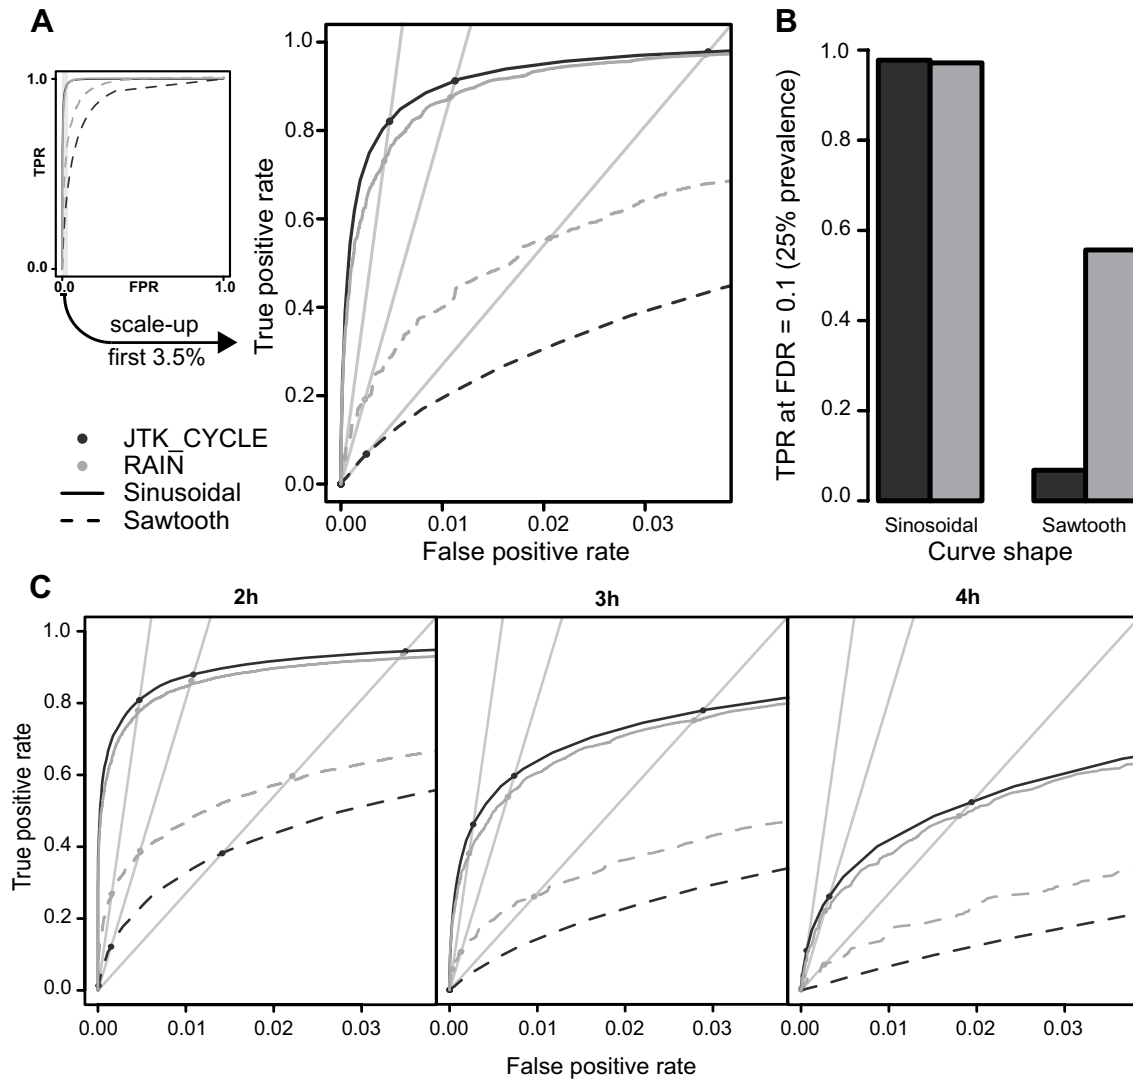 A
1.0
TPR
0.0
0.0
FPR
1.0
scale-up
first 3.5%
JTK_CYCLE
RAIN
Sinusoidal
Sawtooth
True positive rate
1.0
0.8
0.6
0.4
0.2
0.0
0.00 0.01 0.02 0.03
False positive rate
B
TPR at FDR = 0.1 (25% prevalence)
1.0
0.8
0.6
0.4
0.2
0.0
Sinosoidal Sawtooth
Curve shape
C
2h 3h 4h
True positive rate
1.0
0.8
0.6
0.4
0.2
0.0
0.00 0.01 0.02 0.03 0.00 0.01 0.02 0.03 0.00 0.01 0.02 0.03
False positive rate